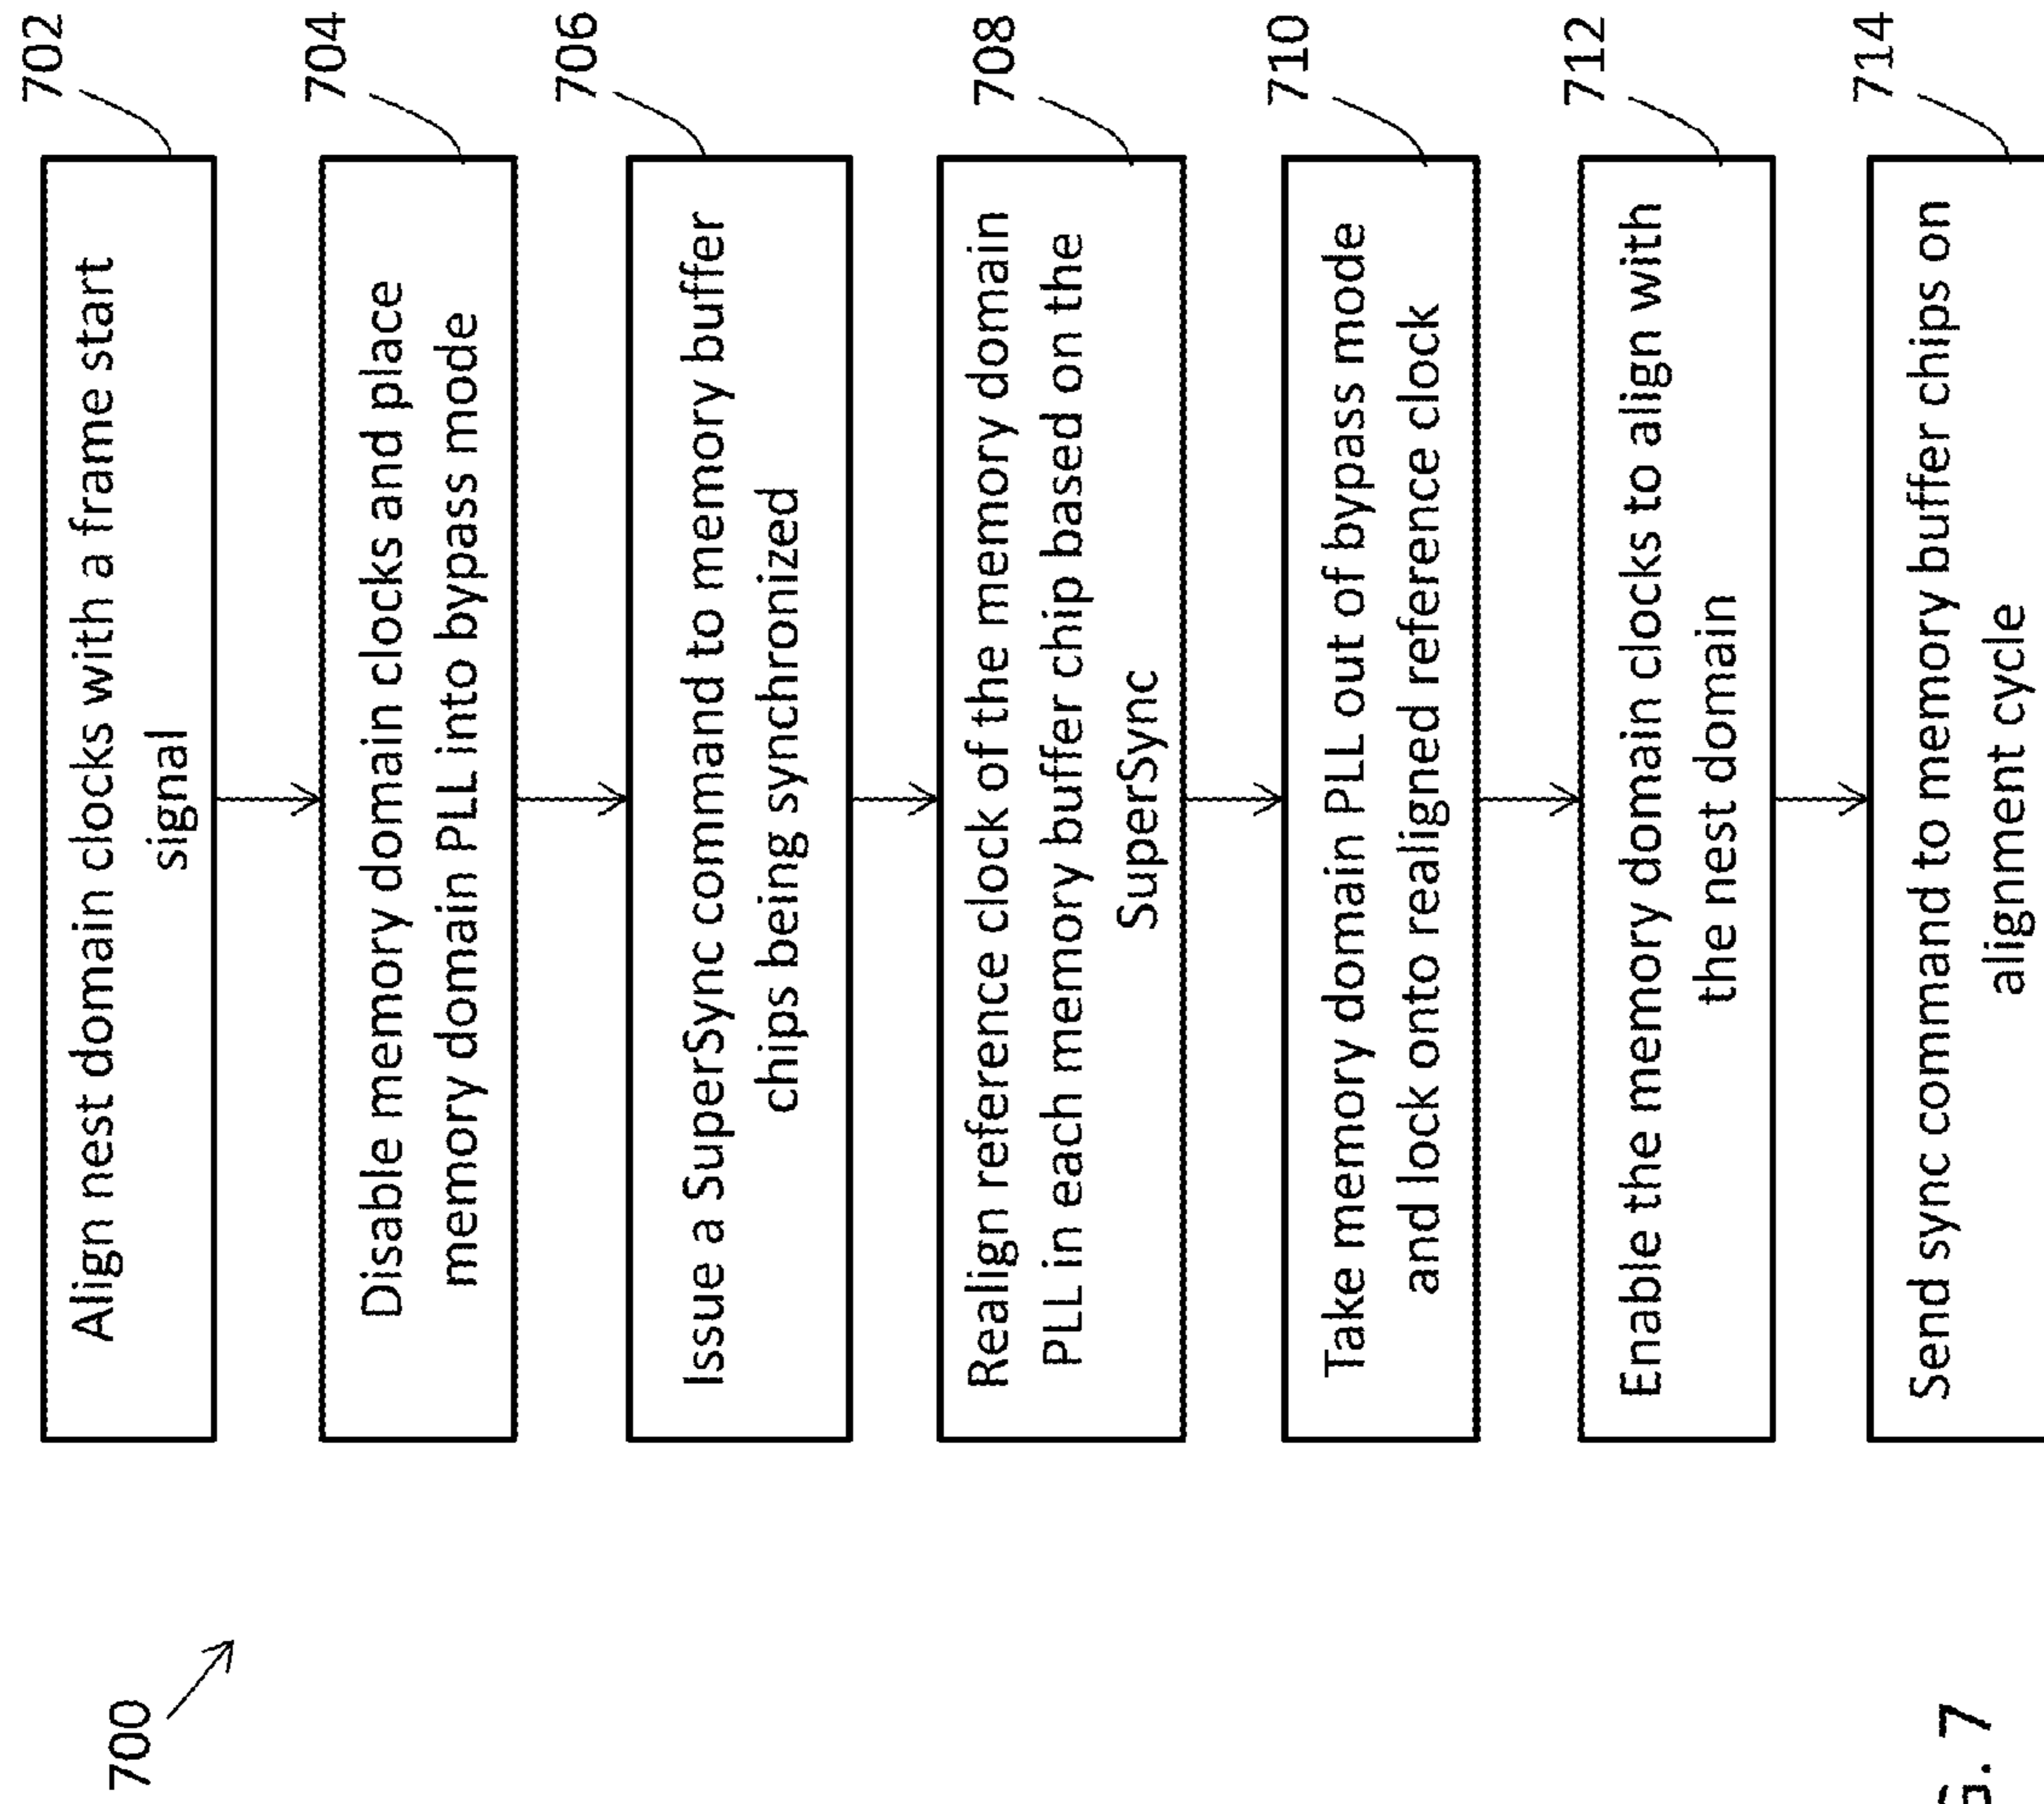 700
702
Align nest domain clocks with a frame start
signal
704
Disable memory domain clocks and place
memory domain PLL into bypass mode
706
Issue a SuperSync command to memory buffer
chips being synchronized
708
Realign reference clock of the memory domain
PLL in each memory buffer chip based on the
SuperSync
710
Take memory domain PLL out of bypass mode
and lock onto realigned reference clock
712
Enable the memory domain clocks to align with
the nest domain
714
Send sync command to memory buffer chips on
alignment cycle
G. 7